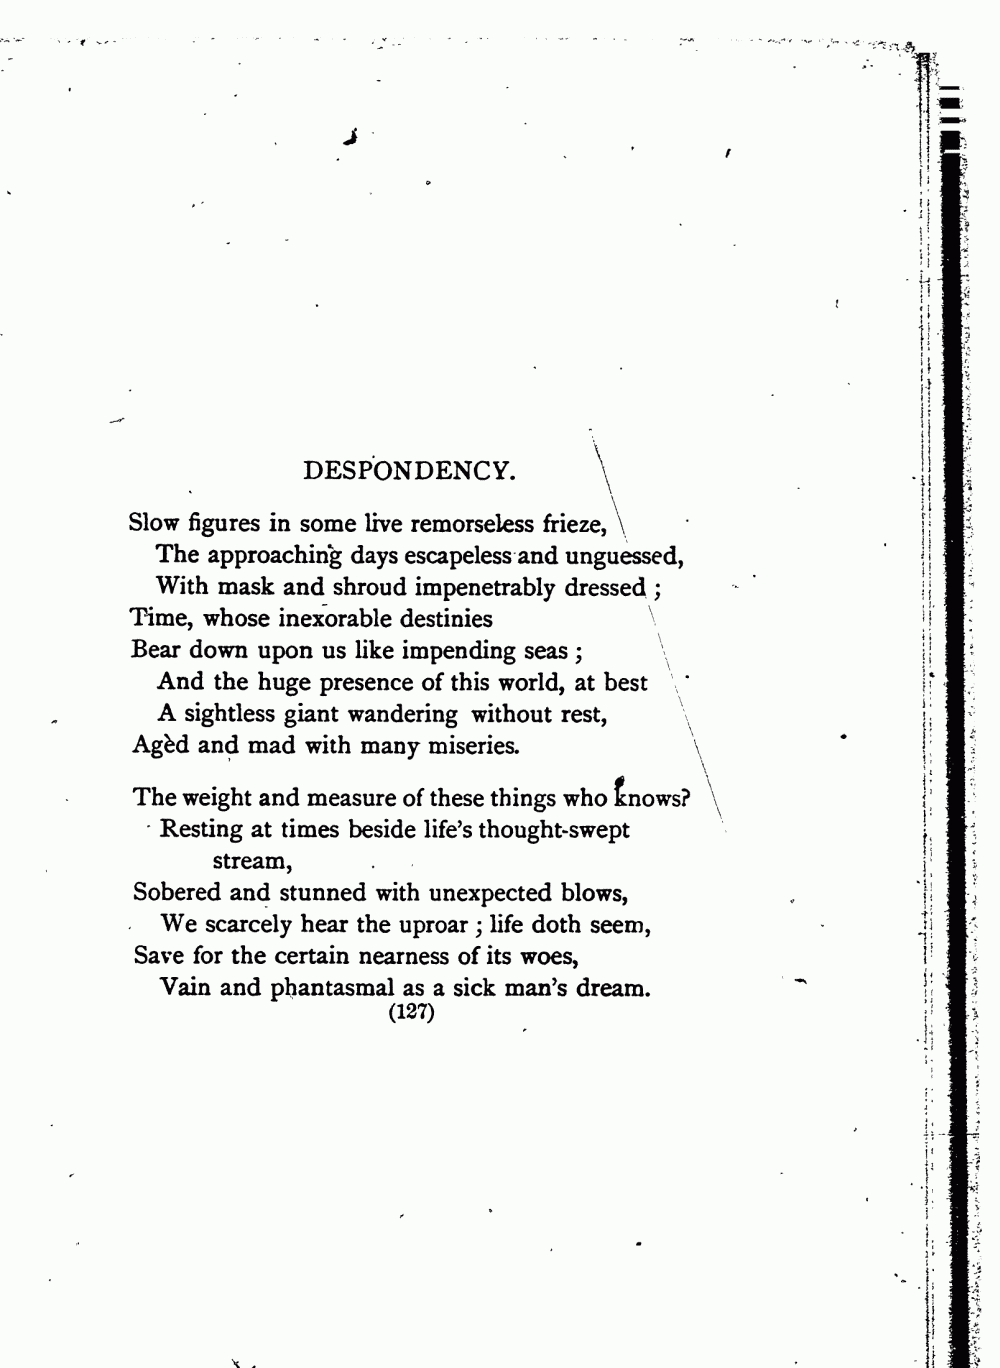 DESPONDENCY.
Slow figures in some live remorseless frieze,
The approaching days escapeless and unguessed,
With mask and shroud impenetrably dressed ;
Time, whose inexorable destinies
Bear down upon us like impending seas ;
And the huge presence of this world, at best
A sightless giant wandering without rest,
Agèd and mad with many miseries.
The weight and measure of these things who knows?
Resting at times beside life's thought-swept
stream,
Sobered and stunned with unexpected blows,
We scarcely hear the uproar ; life doth seem,
Save for the certain nearness of its woes,
Vain and phantasmal as a sick man's dream.
(127)